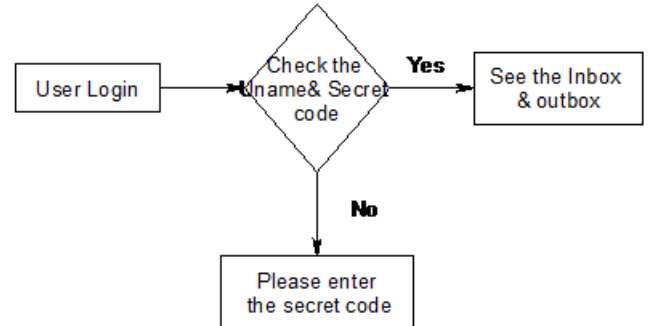 User Login
Check the
Uname& Secret
code
Yes
See the Inbox
& outbox
No
Please enter
the secret code